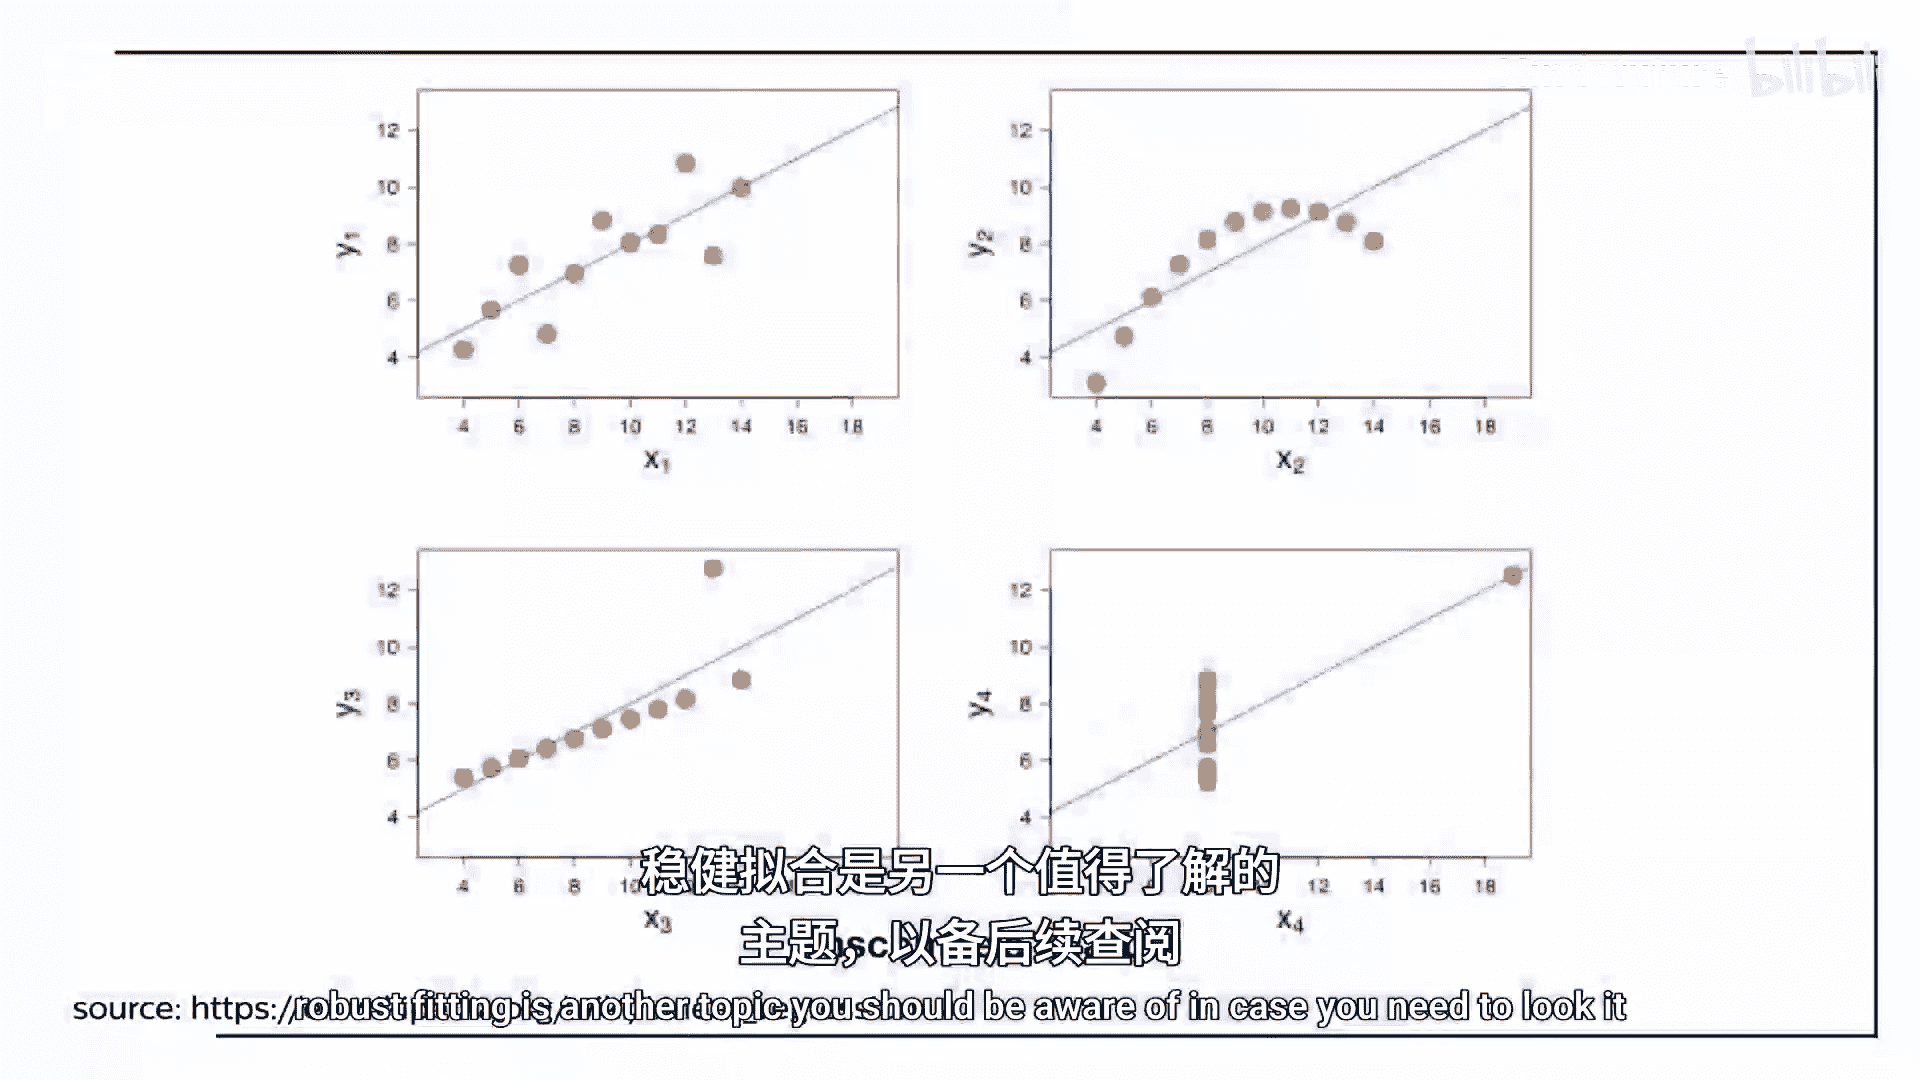 bilibili
12
10
8
6
4
y1
4 6 8 10 12 14 16 18
x1
12
10
8
6
4
y2
4 6 8 10 12 14 16 18
x2
12
10
8
6
4
y3
4 6 8 10
x3
12
10
8
6
4
y4
12 14 16 18
x4
稳健拟合是另一个值得了解的
主题，以备后续查阅
source: https://
robust fitting is another topic you should be aware of in case you need to look it